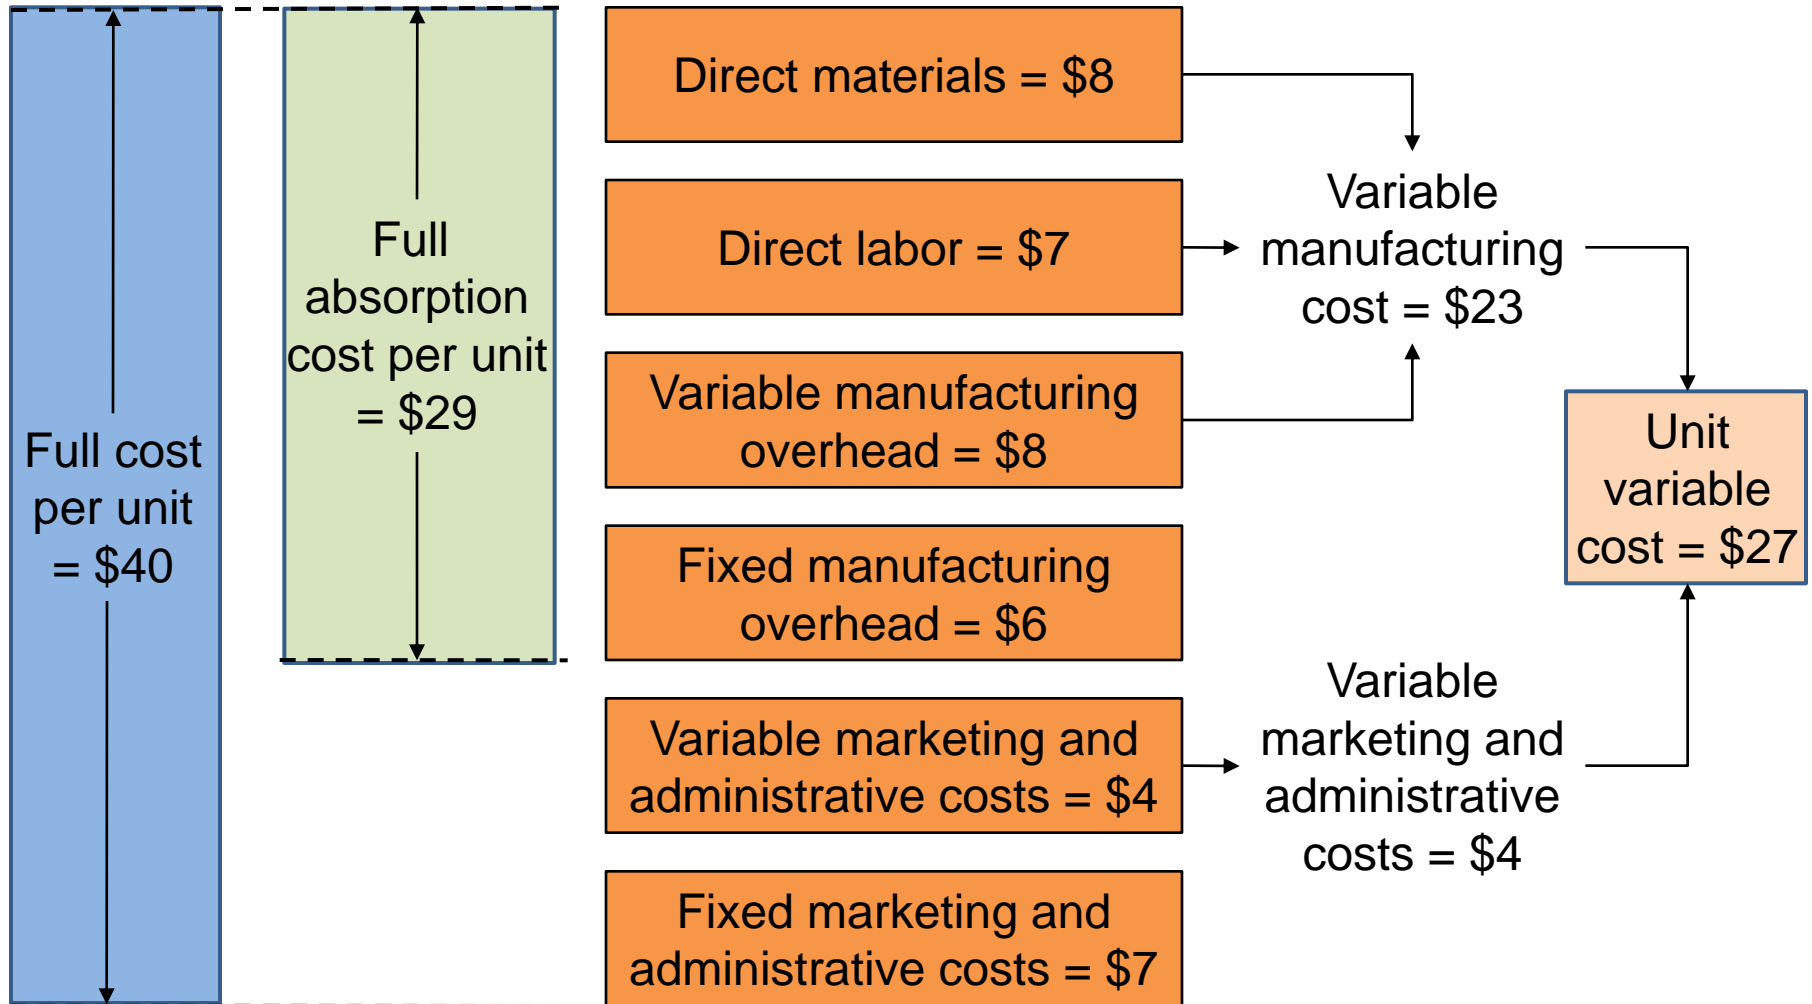 Full cost
per unit
= $40
Full
absorption
cost per unit
= $29
Direct materials = $8
Direct labor = $7
Variable manufacturing
overhead = $8
Fixed manufacturing
overhead = $6
Variable marketing and
administrative costs = $4
Fixed marketing and
administrative costs = $7
Variable
manufacturing
cost = $23
Variable
marketing and
administrative
costs = $4
Unit
variable
cost = $27